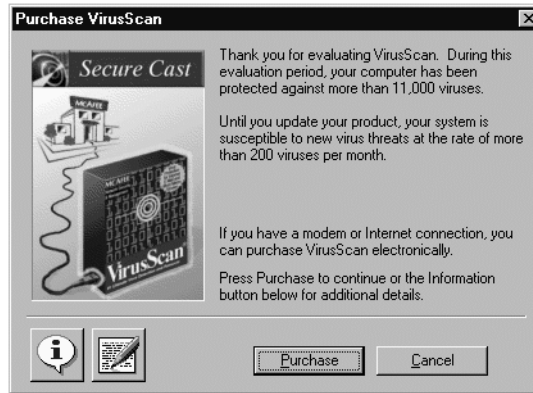 Purchase VirusScan
Secure Cast
MCAFEE
MCAFEE
VirusScan
Thank you for evaluating VirusScan. During this
evaluation period, your computer has been
protected against more than 11,000 viruses.
Until you update your product, your system is
susceptible to new virus threats at the rate of more
than 200 viruses per month.
If you have a modem or Internet connection, you
can purchase VirusScan electronically.
Press Purchase to continue or the Information
button below for additional details.
Purchase
Cancel